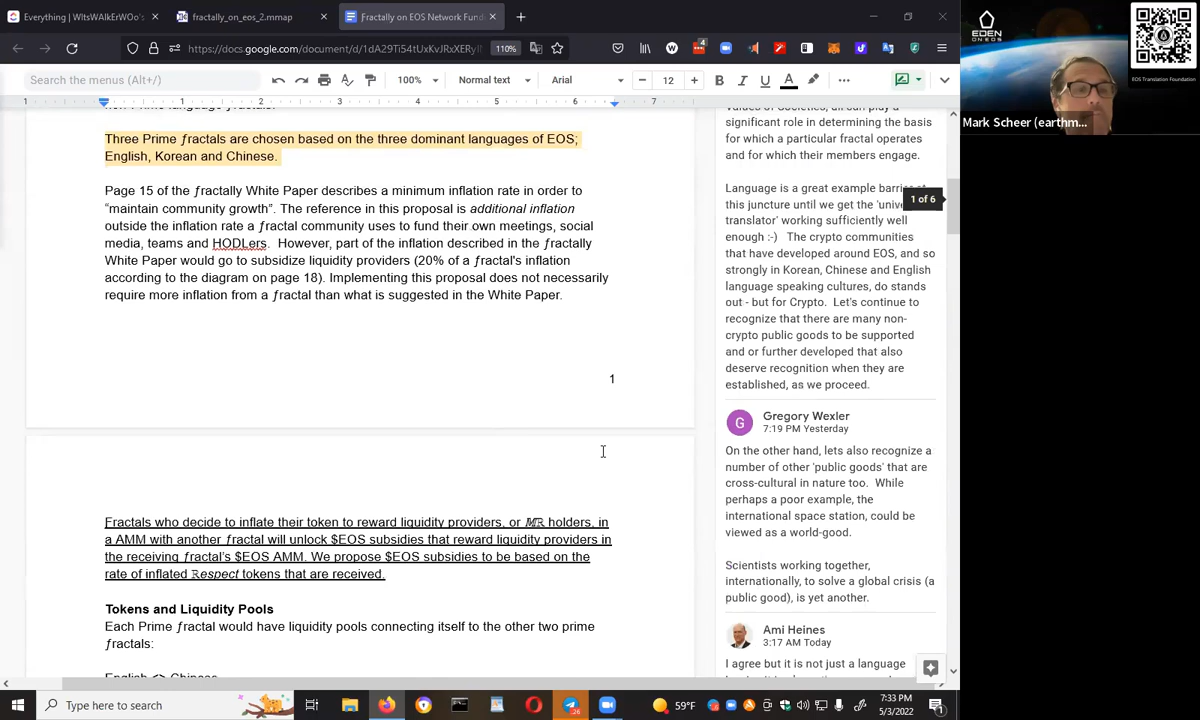 Everything | WItsWAlkErWOo's
fractally_on_eos_2.mmap
Fractally on EOS Network Fund
EDEN
ON EOS
EOS Translation Foundation
Mark Scheer (earthm...
https://docs.google.com/document/d/1dA29Ti54tUxKvJRxXERyl
110%
Search the menus (Alt+/)
100%
Normal text
Arial
12
Three Prime ƒractals are chosen based on the three dominant languages of EOS;
English, Korean and Chinese.
Page 15 of the ƒractally White Paper describes a minimum inflation rate in order to
“maintain community growth”. The reference in this proposal is additional inflation
outside the inflation rate a ƒractal community uses to fund their own meetings, social
media, teams and HODLers. However, part of the inflation described in the ƒractally
White Paper would go to subsidize liquidity providers (20% of a ƒractal's inflation
according to the diagram on page 18). Implementing this proposal does not necessarily
require more inflation from a ƒractal than what is suggested in the White Paper.
1
Fractals who decide to inflate their token to reward liquidity providers, or MR holders, in
a AMM with another ƒractal will unlock $EOS subsidies that reward liquidity providers in
the receiving ƒractal's $EOS AMM. We propose $EOS subsidies to be based on the
rate of inflated Respect tokens that are received.
Tokens and Liquidity Pools
Each Prime ƒractal would have liquidity pools connecting itself to the other two prime
ƒractals:
English <> Chinese
Values of Societies, all can play a
significant role in determining the basis
for which a particular fractal operates
and for which their members engage.
Language is a great example barrier at
1 of 6
this juncture until we get the 'univer
translator' working sufficiently well
enough :-) The crypto communities
that have developed around EOS, and so
strongly in Korean, Chinese and English
language speaking cultures, do stands
out - but for Crypto. Let's continue to
recognize that there are many non-
crypto public goods to be supported
and or further developed that also
deserve recognition when they are
established, as we proceed.
Gregory Wexler
7:19 PM Yesterday
On the other hand, lets also recognize a
number of other 'public goods' that are
cross-cultural in nature too. While
perhaps a poor example, the
international space station, could be
viewed as a world-good.
Scientists working together,
internationally, to solve a global crisis (a
public good), is yet another.
Ami Heines
3:17 AM Today
I agree but it is not just a language
Type here to search
59°F
7:33 PM
5/3/2022